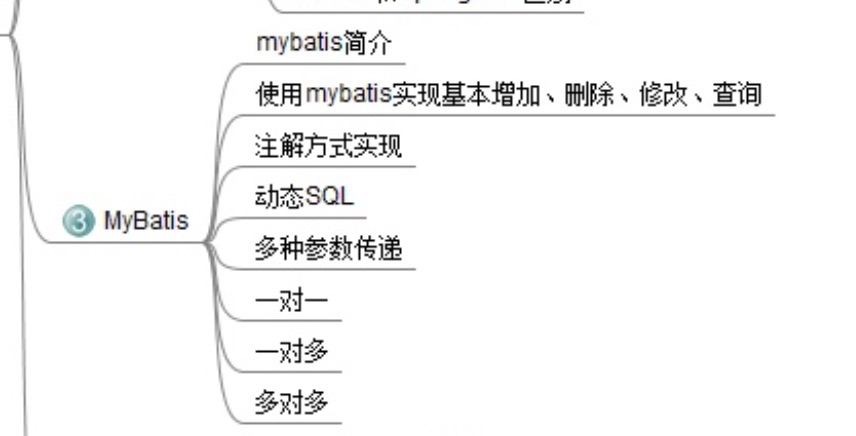 mybatis简介
使用mybatis实现基本增加、删除、修改、查询
注解方式实现
动态SQL
3 MyBatis
多种参数传递
一对一
一对多
多对多